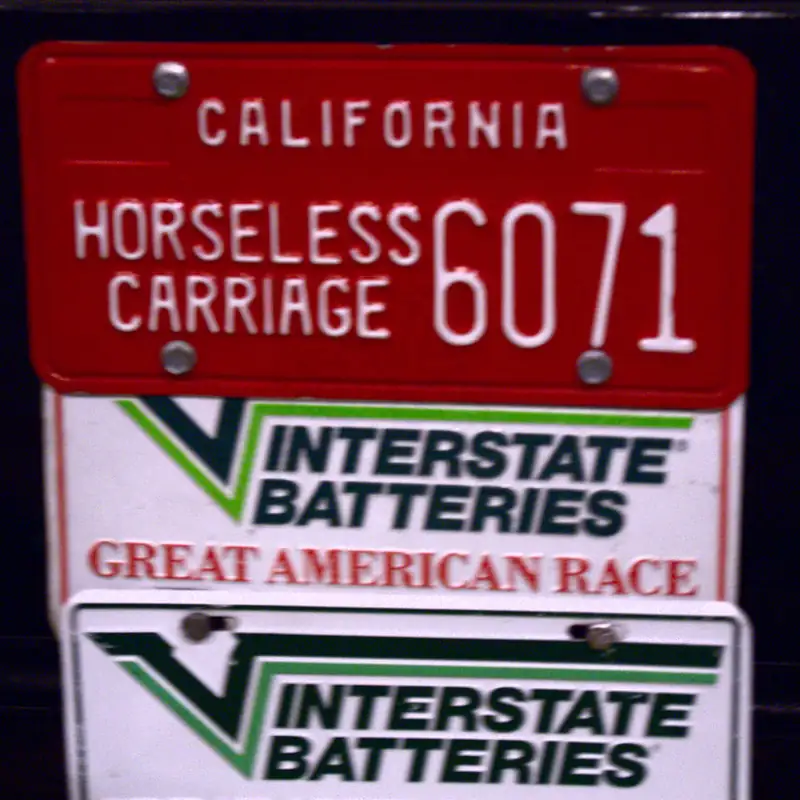 CALIFORNIA
HORSELESS 6071
CARRIAGE
INTERSTATE
BATTERIES
GREAT AMERICAN RACE
INTERSTATE
BATTERIES